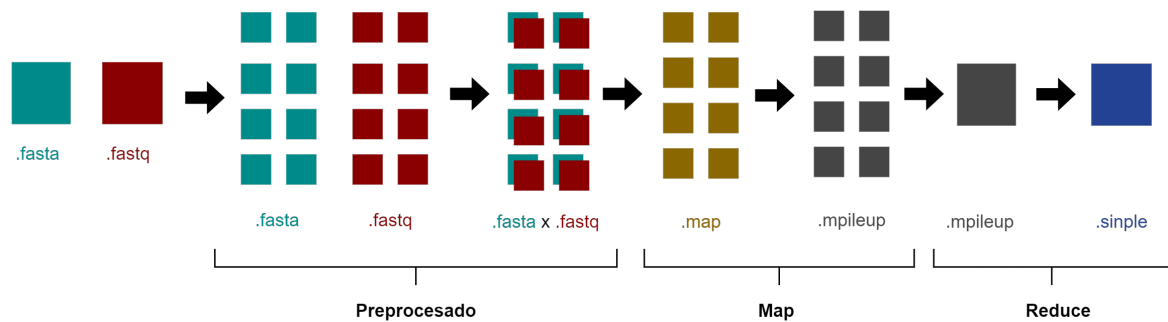 .fasta
.fastq
.fasta
.fastq
.fasta x .fastq
.map
.mpileup
.mpileup
.sinple
Preprocesado
Map
Reduce